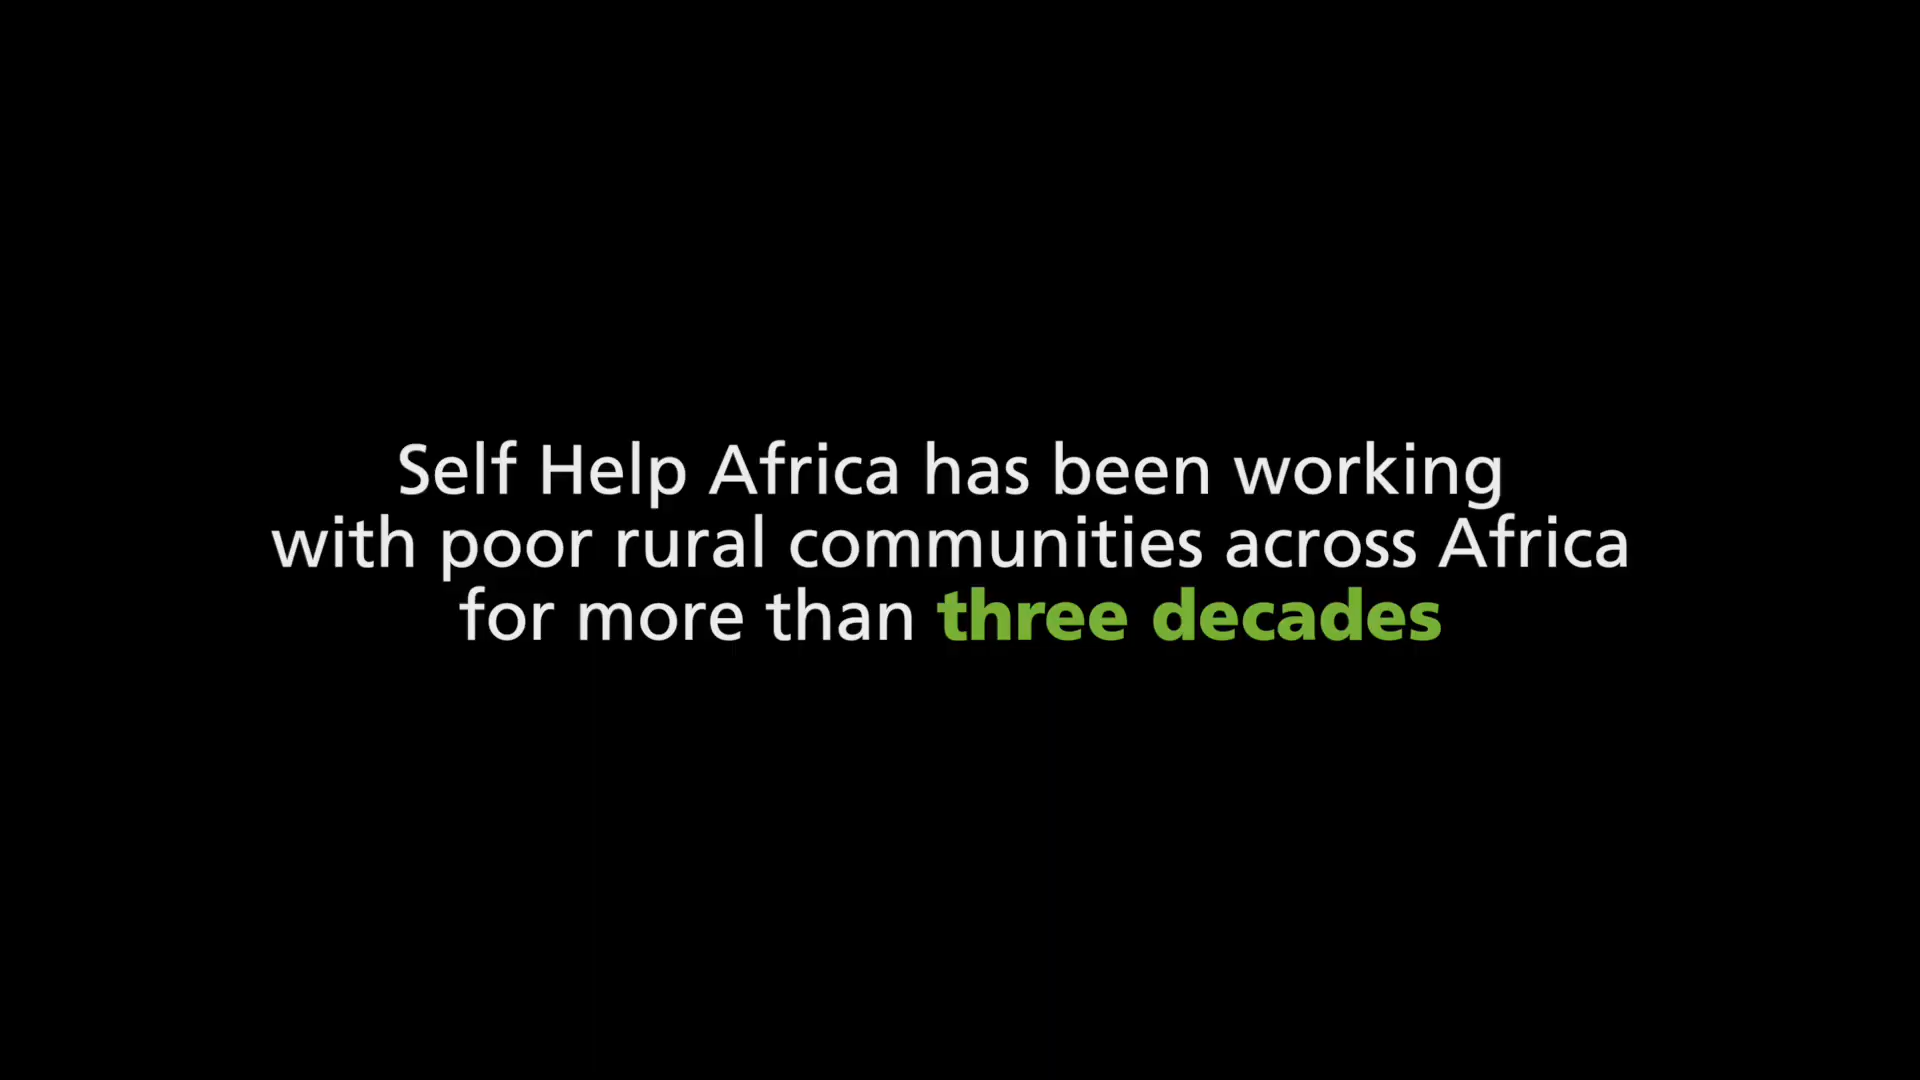 Self Help Africa has been working
with poor rural communities across Africa
for more than three decades